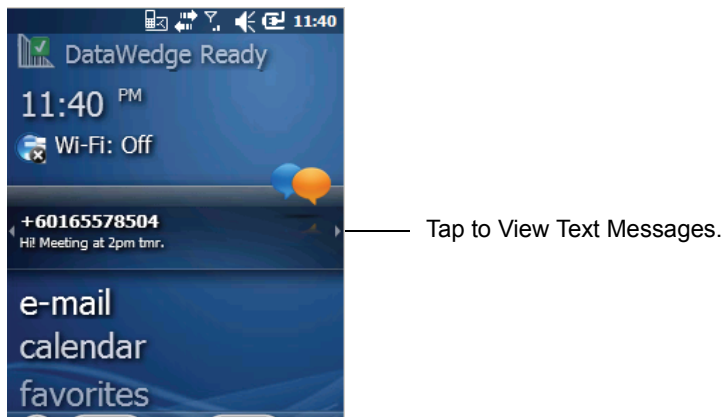 11:40
DataWedge Ready
11:40 PM
Wi-Fi: Off
+60165578504
Hi! Meeting at 2pm tmr.
Tap to View Text Messages.
e-mail
calendar
favorites